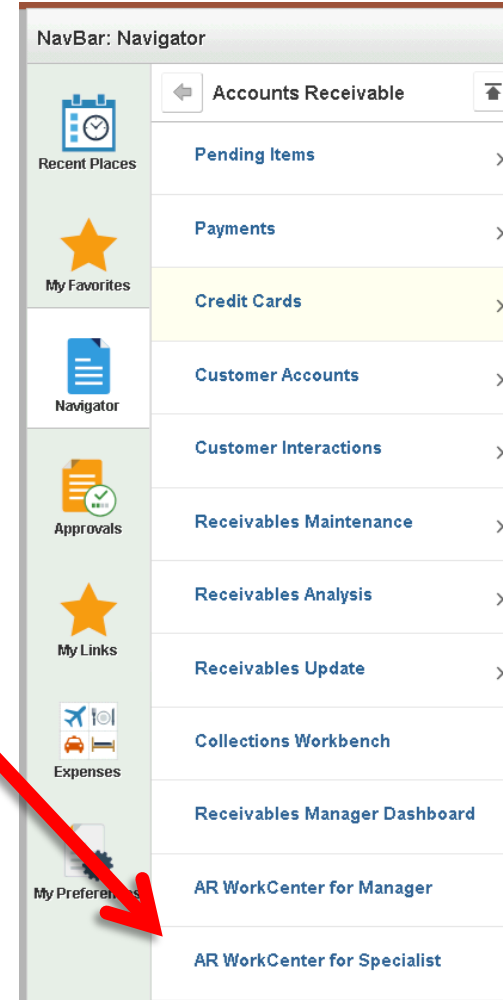 NavBar: Navigator
Recent Places
My Favorites
Navigator
Approvals
My Links
Expenses
My Preferences
Accounts Receivable
Pending Items
Payments
Credit Cards
Customer Accounts
Customer Interactions
Receivables Maintenance
Receivables Analysis
Receivables Update
Collections Workbench
Receivables Manager Dashboard
AR WorkCenter for Manager
AR WorkCenter for Specialist